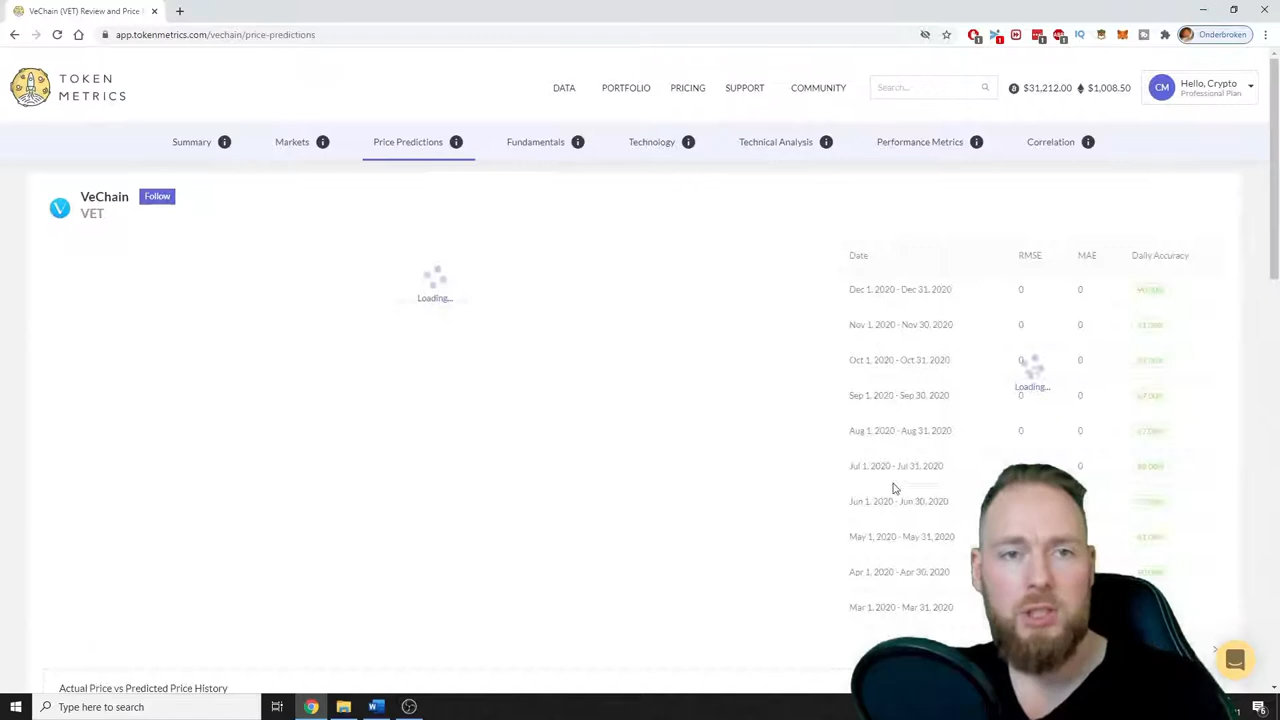 VeChain (VET) Review and Price
app.tokenmetrics.com/vechain/price-predictions
Onderbroken
TOKEN
METRICS
DATA
PORTFOLIO
PRICING
SUPPORT
COMMUNITY
Search...
$31,212.00
$1,008.50
CM
Hello, Crypto
Professional Plan
Summary
Markets
Price Predictions
Fundamentals
Technology
Technical Analysis
Performance Metrics
Correlation
VeChain
Follow
VET
Loading...
Date RMSE MAE Daily Accuracy
Dec 1, 2020 - Dec 31, 2020 0 0
Nov 1, 2020 - Nov 30, 2020 0 0
Oct 1, 2020 - Oct 31, 2020 0 0
Loading...
Sep 1, 2020 - Sep 30, 2020 0 0
Aug 1, 2020 - Aug 31, 2020 0 0
Jul 1, 2020 - Jul 31, 2020 0
Jun 1, 2020 - Jun 30, 2020
May 1, 2020 - May 31, 2020
Apr 1, 2020 - Apr 30, 2020
Mar 1, 2020 - Mar 31, 2020
Actual Price vs Predicted Price History
Type here to search